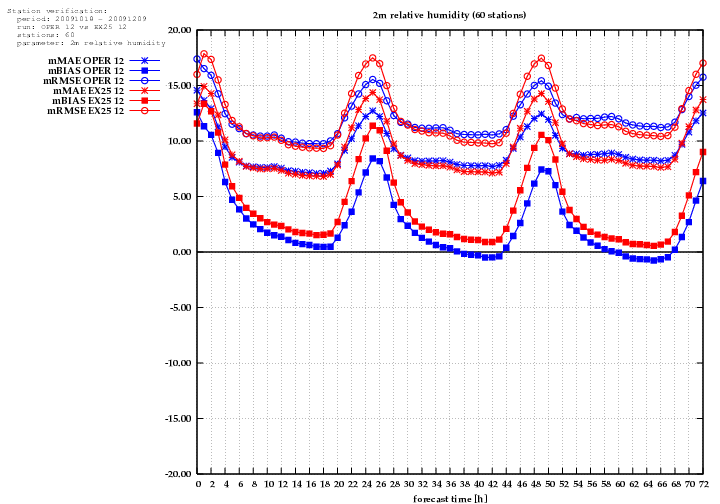 2m relative humidity (60 stations)
Station verification:
period: 20091018 - 20091209
run: OPER 12 vs EX25 12
stations: 60
parameter: 2m relative humidity
mMAE OPER 12
mBIAS OPER 12
mRMSE OPER 12
mMAE EX25 12
mBIAS EX25 12
mRMSE EX25 12
20.00
15.00
10.00
5.00
0.00
-5.00
-10.00
-15.00
-20.00
0 2 4 6 8 10 12 14 16 18 20 22 24 26 28 30 32 34 36 38 40 42 44 46 48 50 52 54 56 58 60 62 64 66 68 70 72
forecast time [h]